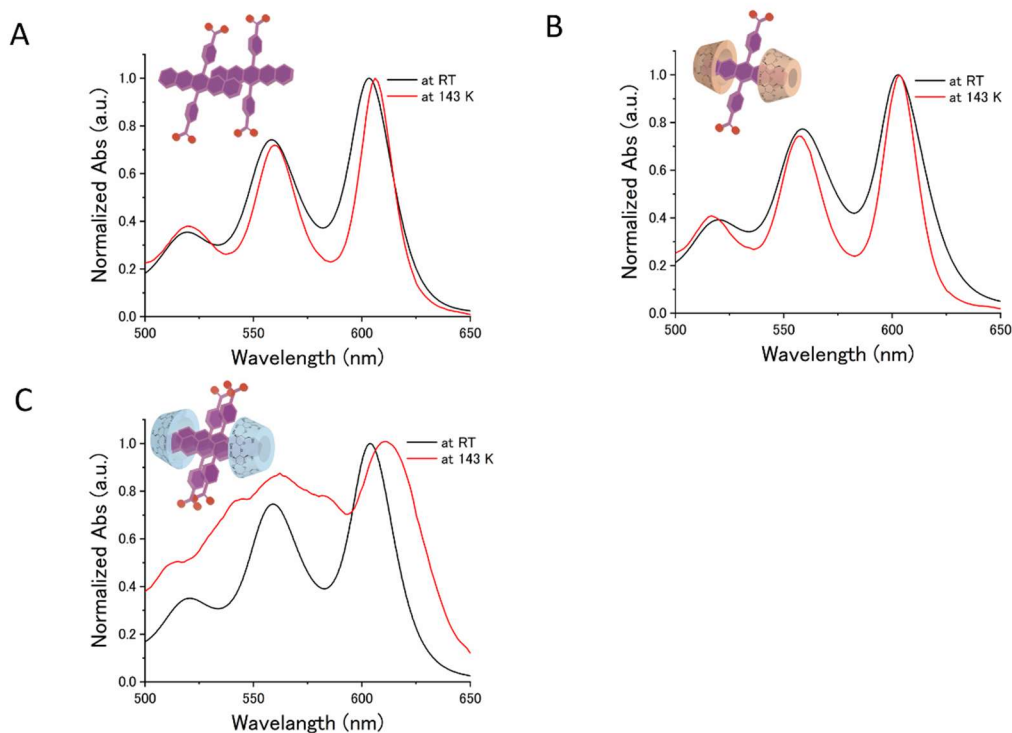 A
at RT
at 143 K
Normalized Abs (a.u.)
1.0
0.8
0.6
0.4
0.2
0.0
500
550
600
650
Wavelength (nm)
B
at RT
at 143 K
Normalized Abs (a.u.)
1.0
0.8
0.6
0.4
0.2
0.0
500
550
600
650
Wavelength (nm)
C
at RT
at 143 K
Normalized Abs (a.u.)
1.0
0.8
0.6
0.4
0.2
0.0
500
550
600
650
Wavelangth (nm)